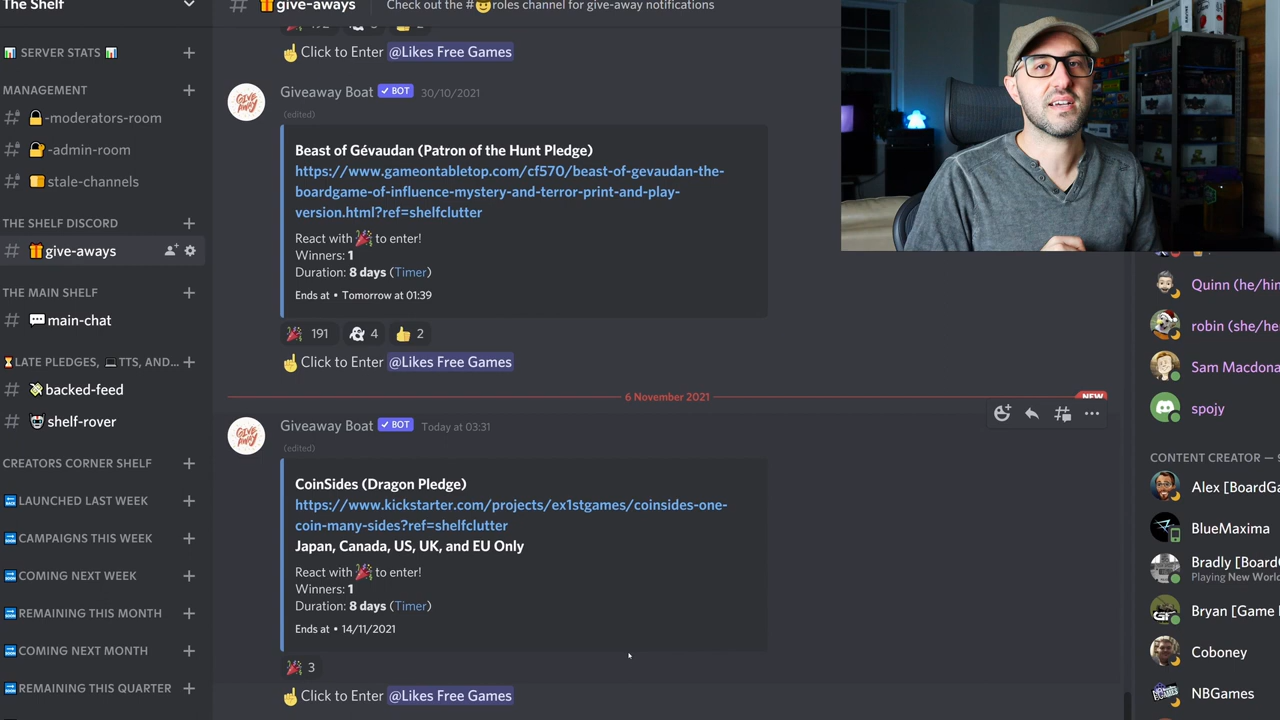 The Shelf
# give-aways
Check out the # roles channel for give-away notifications
SERVER STATS
MANAGEMENT
-moderators-room
-admin-room
stale-channels
THE SHELF DISCORD
# give-aways
THE MAIN SHELF
# main-chat
LATE PLEDGES, TTS, AND...
# backed-feed
# shelf-rover
CREATORS CORNER SHELF
LAUNCHED LAST WEEK
CAMPAIGNS THIS WEEK
COMING NEXT WEEK
REMAINING THIS MONTH
COMING NEXT MONTH
REMAINING THIS QUARTER
Click to Enter @Likes Free Games
GIVE AWAY
Giveaway Boat ✓ BOT 30/10/2021
(edited)
Beast of Gévaudan (Patron of the Hunt Pledge)
https://www.gameontabletop.com/cf570/beast-of-gevaudan-the-
boardgame-of-influence-mystery-and-terror-print-and-play-
version.html?ref=shelfclutter
React with 🎉 to enter!
Winners: 1
Duration: 8 days (Timer)
Ends at • Tomorrow at 01:39
🎉 191 👻 4 👍 2
Click to Enter @Likes Free Games
6 November 2021
NEW
GIVE AWAY
Giveaway Boat ✓ BOT Today at 03:31
(edited)
CoinSides (Dragon Pledge)
https://www.kickstarter.com/projects/ex1stgames/coinsides-one-
coin-many-sides?ref=shelfclutter
Japan, Canada, US, UK, and EU Only
React with 🎉 to enter!
Winners: 1
Duration: 8 days (Timer)
Ends at • 14/11/2021
🎉 3
Click to Enter @Likes Free Games
Quinn (he/hi
robin (she/he
Sam Macdona
spojy
CONTENT CREATOR —
Alex [BoardGa
BlueMaxima
Bradly [Board
Playing New World
Bryan [Game
Coboney
NBGames